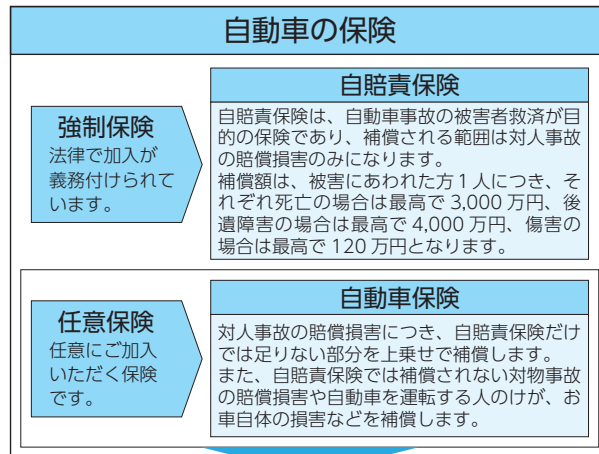 自動車の保険
強制保険
法律で加入が
義務付けられて
います。
自賠責保険
自賠責保険は、自動車事故の被害者救済が目
的の保険であり、補償される範囲は対人事故
の賠償損害のみになります。
補償額は、被害にあわれた方1人につき、そ
れぞれ死亡の場合は最高で 3,000 万円、後
遺障害の場合は最高で 4,000 万円、傷害の
場合は最高で 120 万円となります。
任意保険
任意にご加入
いただく保険
です。
自動車保険
対人事故の賠償損害につき、自賠責保険だけ
では足りない部分を上乗せで補償します。
また、自賠責保険では補償されない対物事故
の賠償損害や自動車を運転する人のけが、お
車自体の損害などを補償します。